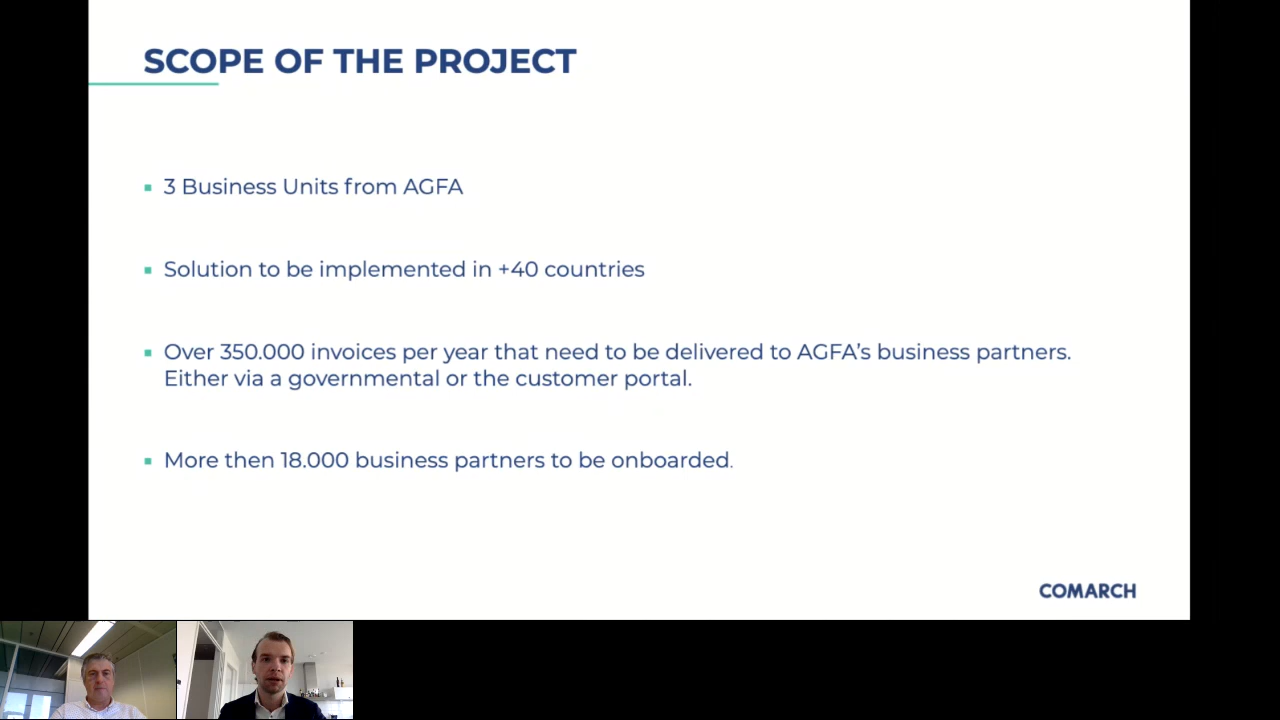 SCOPE OF THE PROJECT
3 Business Units from AGFA
Solution to be implemented in +40 countries
Over 350.000 invoices per year that need to be delivered to AGFA's business partners.
Either via a governmental or the customer portal.
More then 18.000 business partners to be onboarded.
COMARCH